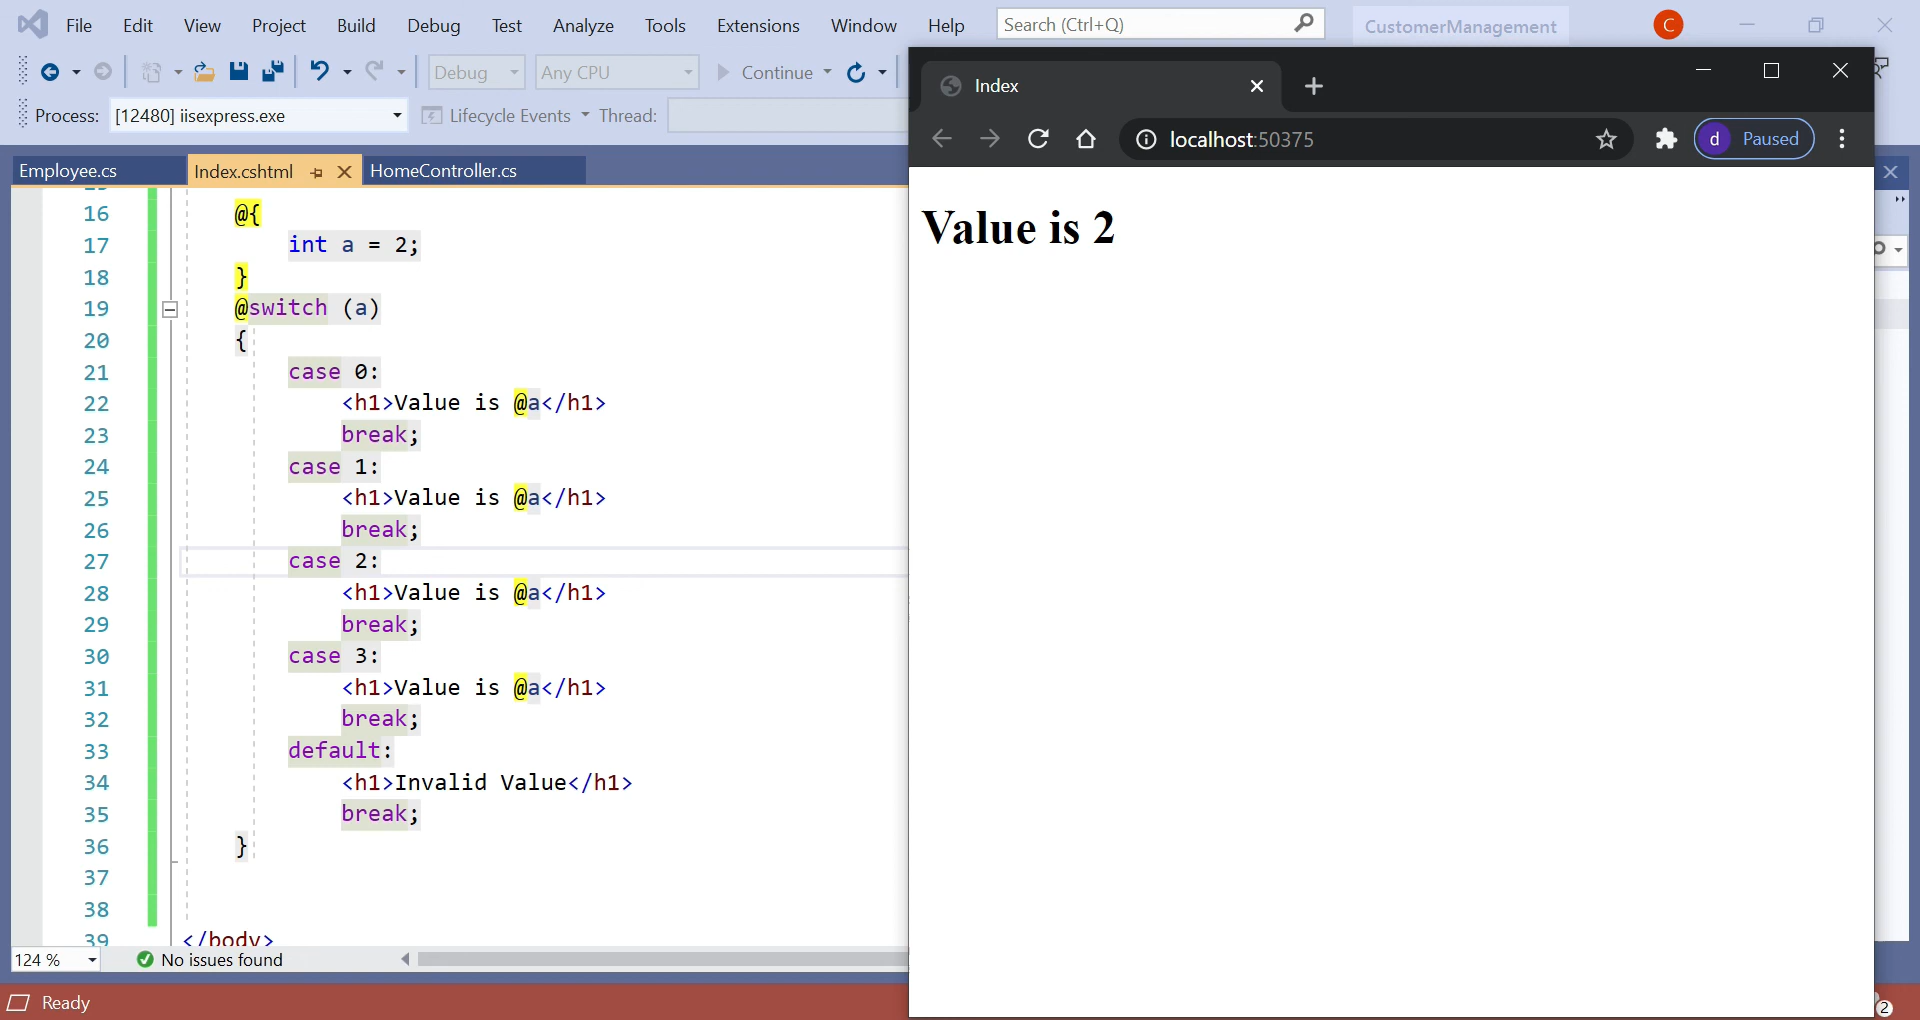 File Edit View Project Build Debug Test Analyze Tools Extensions Window Help Search (Ctrl+Q) CustomerManagement C
Debug Any CPU Continue
Process: [12480] iisexpress.exe Lifecycle Events Thread:
Employee.cs Index.cshtml HomeController.cs
16 @{
17 int a = 2;
18 }
19 @switch (a)
20 {
21 case 0:
22 <h1>Value is @a</h1>
23 break;
24 case 1:
25 <h1>Value is @a</h1>
26 break;
27 case 2:
28 <h1>Value is @a</h1>
29 break;
30 case 3:
31 <h1>Value is @a</h1>
32 break;
33 default:
34 <h1>Invalid Value</h1>
35 break;
36 }
37
38
39 </body>
124 % No issues found
Ready
2
Index
localhost:50375 d Paused
Value is 2